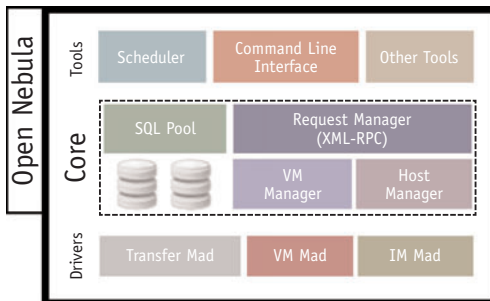 Open Nebula
Tools
Scheduler
Command Line
Interface
Other Tools
Core
SQL Pool
Request Manager
(XML-RPC)
VM
Manager
Host
Manager
Drivers
Transfer Mad
VM Mad
IM Mad